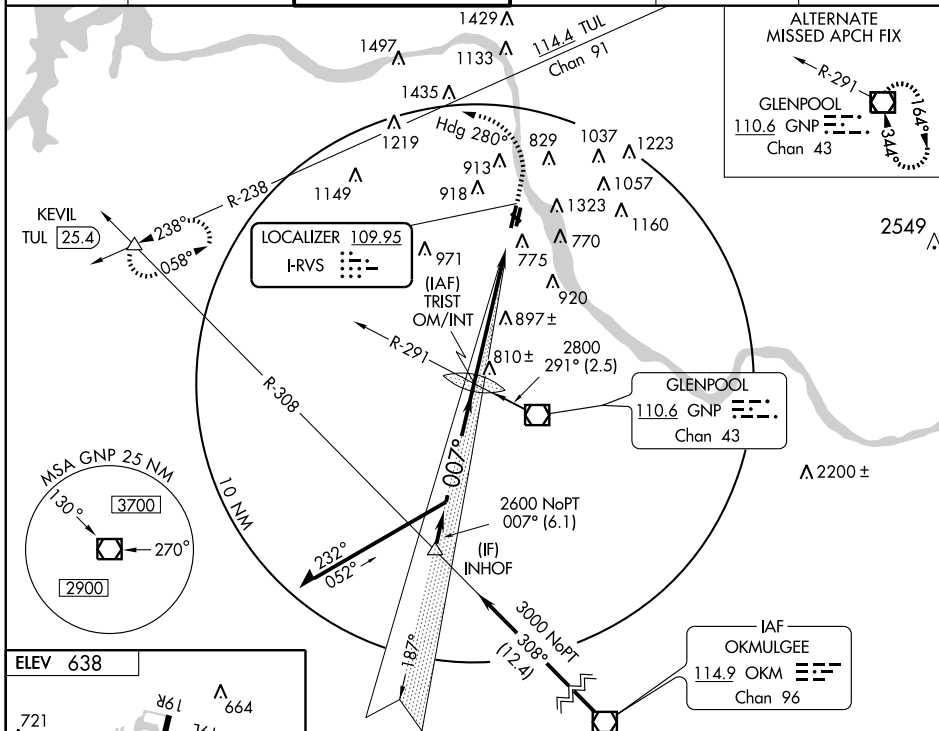 1429
114.4 TUL
Chan 91
1497
1133
1435
1219
Hdg 280°
829
1037
1223
913
918
1057
1149
1323
1160
R-238
KEVIL
TUL 25.4
238°
058°
LOCALIZER 109.95
I-RVS
971
775
770
920
(IAF)
TRIST
OM/INT
897 ±
810 ±
R-291
2800
291° (2.5)
R-308
GLENPOOL
110.6 GNP
Chan 43
2200 ±
2549
ALTERNATE
MISSED APCH FIX
R-291
GLENPOOL
110.6 GNP
Chan 43
164°
344°
MSA GNP 25 NM
130°
3700
270°
2900
10 NM
007°
2600 NoPT
007° (6.1)
(IF)
INHOF
232°
052°
3000 NoPT
308°
(12.4)
187°
IAF
OKMULGEE
114.9 OKM
Chan 96
ELEV 638
19R
664
721